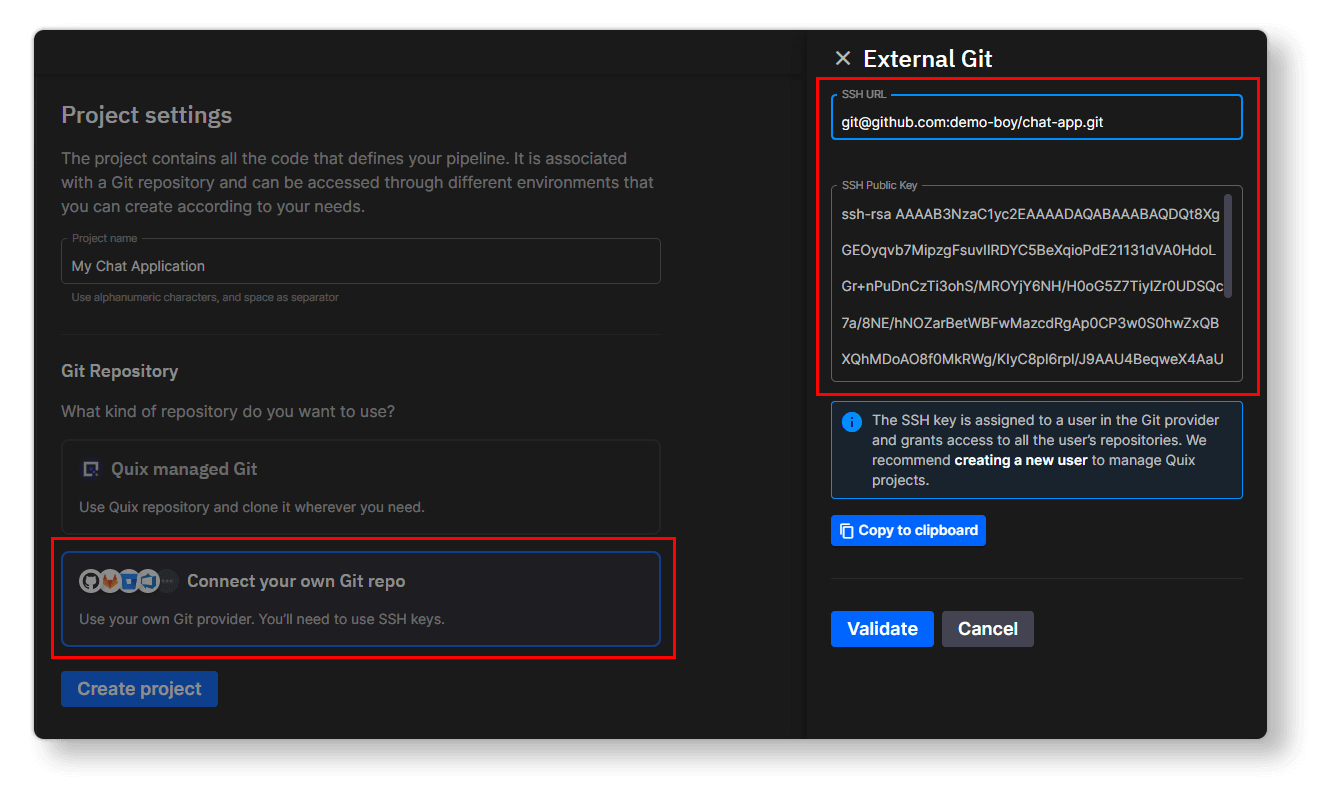 Project settings
The project contains all the code that defines your pipeline. It is associated
with a Git repository and can be accessed through different environments that
you can create according to your needs.
Project name
My Chat Application
Use alphanumeric characters, and space as separator
Git Repository
What kind of repository do you want to use?
Quix managed Git
Use Quix repository and clone it wherever you need.
Connect your own Git repo
Use your own Git provider. You'll need to use SSH keys.
Create project
External Git
SSH URL
git@github.com:demo-boy/chat-app.git
SSH Public Key
ssh-rsa AAAAB3NzaC1yc2EAAAADAQABAAABAQDQt8Xg
GEOyqvb7MipzgFsuvIlRDYC5BeXqioPdE21131dVA0HdoL
Gr+nPuDnCzTi3ohS/MROYjY6NH/H0oG5Z7TiyIZr0UDSQc
7a/8NE/hNOZarBetWBFwMazcdRgAp0CP3w0S0hwZxQB
XQhMDoAO8f0MkRWg/KIyC8pl6rpl/J9AAU4BeqweX4AaU
The SSH key is assigned to a user in the Git provider
and grants access to all the user's repositories. We
recommend creating a new user to manage Quix
projects.
Copy to clipboard
Validate
Cancel